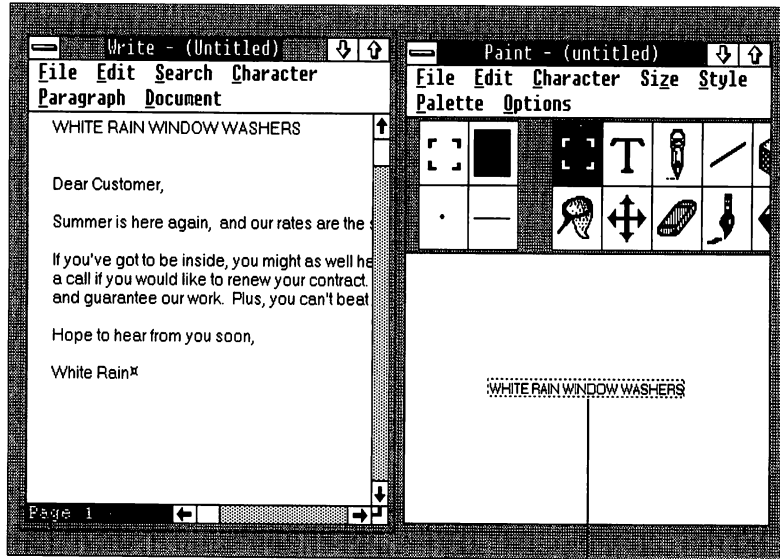 Write - (Untitled)
File Edit Search Character
Paragraph Document
WHITE RAIN WINDOW WASHERS
Dear Customer,
Summer is here again, and our rates are the s
If you've got to be inside, you might as well ha
a call if you would like to renew your contract.
and guarantee our work. Plus, you can't beat
Hope to hear from you soon,
White Rain¤
Page 1
Paint - (untitled)
File Edit Character Size Style
Palette Options
T
WHITE RAIN WINDOW WASHERS